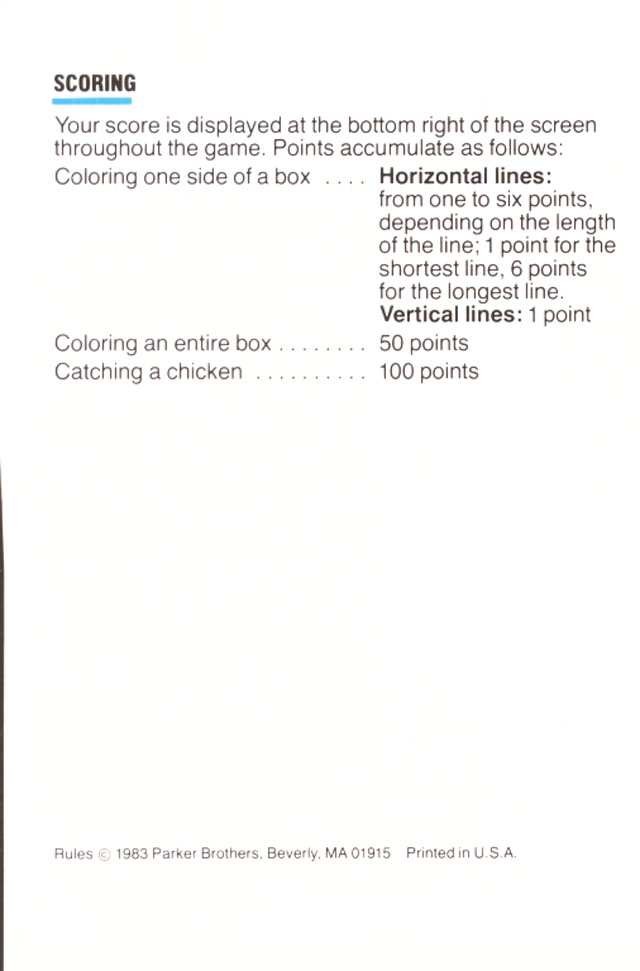 SCORING
Your score is displayed at the bottom right of the screen
throughout the game. Points accumulate as follows:
Coloring one side of a box .... Horizontal lines:
from one to six points,
depending on the length
of the line; 1 point for the
shortest line, 6 points
for the longest line.
Vertical lines: 1 point
Coloring an entire box ........ 50 points
Catching a chicken .......... 100 points
Rules © 1983 Parker Brothers, Beverly, MA 01915 Printed in U.S.A.